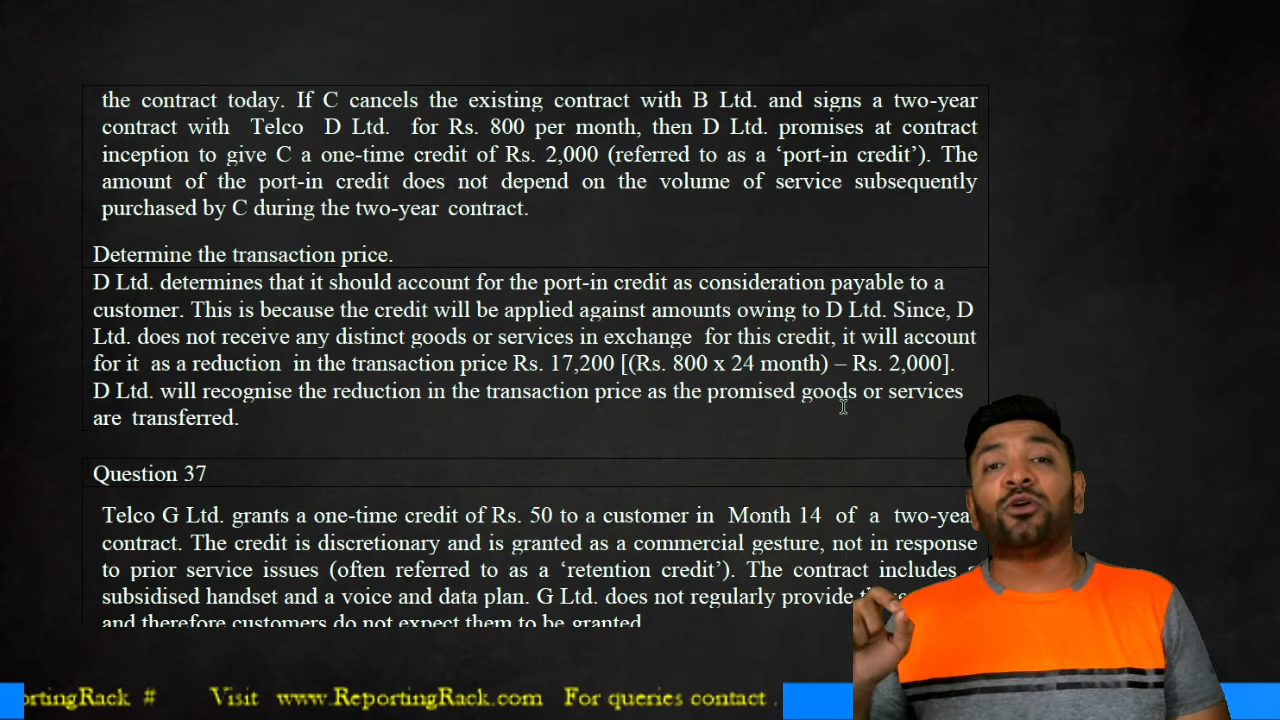 the contract today. If C cancels the existing contract with B Ltd. and signs a two-year
contract with Telco D Ltd. for Rs. 800 per month, then D Ltd. promises at contract
inception to give C a one-time credit of Rs. 2,000 (referred to as a ‘port-in credit’). The
amount of the port-in credit does not depend on the volume of service subsequently
purchased by C during the two-year contract.
Determine the transaction price.
D Ltd. determines that it should account for the port-in credit as consideration payable to a
customer. This is because the credit will be applied against amounts owing to D Ltd. Since, D
Ltd. does not receive any distinct goods or services in exchange for this credit, it will account
for it as a reduction in the transaction price Rs. 17,200 [(Rs. 800 x 24 month) – Rs. 2,000].
D Ltd. will recognise the reduction in the transaction price as the promised goods or services
are transferred.
Question 37
Telco G Ltd. grants a one-time credit of Rs. 50 to a customer in Month 14 of a two-year
contract. The credit is discretionary and is granted as a commercial gesture, not in response
to prior service issues (often referred to as a ‘retention credit’). The contract includes a
subsidised handset and a voice and data plan. G Ltd. does not regularly provide
and therefore customers do not expect them to be granted
ortingRack # Visit www.ReportingRack.com For queries contact